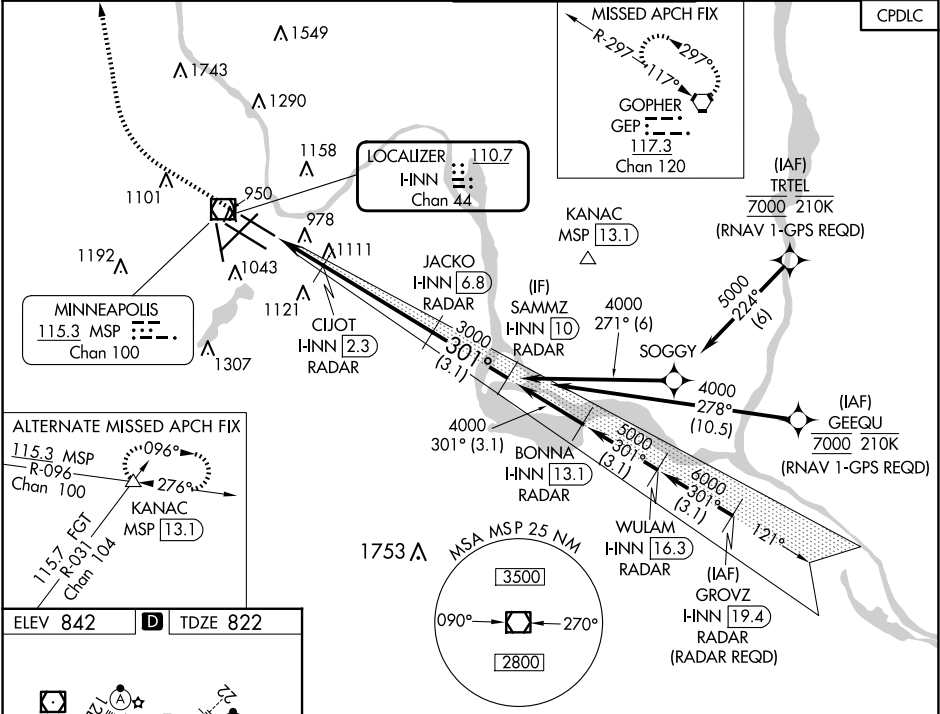 CPDLC
MISSED APCH FIX
R-297
117°
297°
GOPHER
GEP
117.3
Chan 120
1549
1743
1290
1158
1101
950
978
1111
1192
1043
1121
1307
LOCALIZER 110.7
I-INN
Chan 44
MINNEAPOLIS
115.3 MSP
Chan 100
KANAC
MSP 13.1
(IAF)
TRTEL
7000 210K
(RNAV 1-GPS REQD)
5000
224°
(6)
JACKO
I-INN 6.8
RADAR
(IF)
SAMMZ
I-INN 10
RADAR
4000
271° (6)
SOGGY
CIJOT
I-INN 2.3
RADAR
3000
301°
(3.1)
4000
278°
(10.5)
(IAF)
GEEQU
7000 210K
(RNAV 1-GPS REQD)
4000
301° (3.1)
BONNA
I-INN 13.1
RADAR
5000
301°
(3.1)
6000
301°
(3.1)
121°
WULAM
I-INN 16.3
RADAR
(IAF)
GROVZ
I-INN 19.4
RADAR
(RADAR REQD)
ALTERNATE MISSED APCH FIX
115.3 MSP
R-096
Chan 100
096°
276°
KANAC
MSP 13.1
115.7 FGT
R-031
Chan 104
1753
MSA MSP 25 NM
3500
090°
270°
2800
ELEV 842
D
TDZE 822
A
22